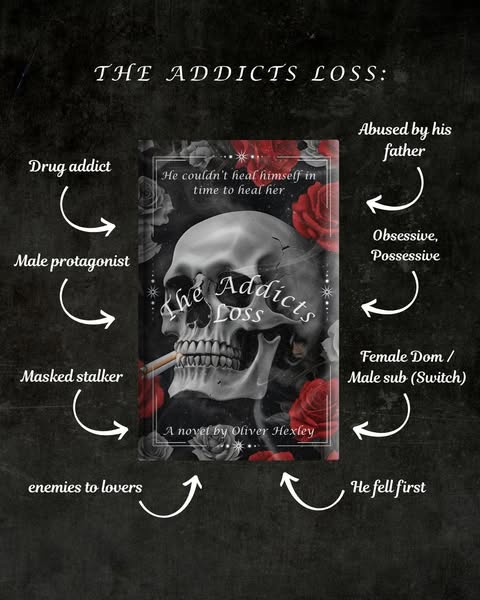 THE ADDICTS LOSS:
Drug addict
Male protagonist
Masked stalker
enemies to lovers
He couldn't heal himself in
time to heal her
The Addicts
Loss
A novel by Oliver Hexley
Abused by his
father
Obsessive,
Possessive
Female Dom /
Male sub (Switch)
He fell first